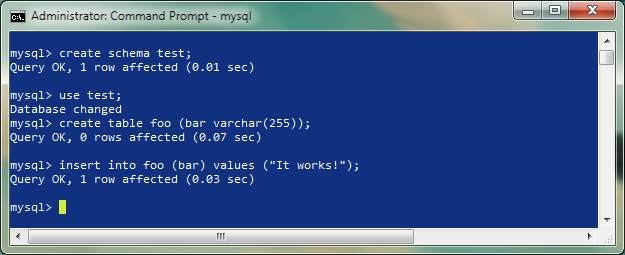 Administrator: Command Prompt - mysql
mysql> create schema test;
Query OK, 1 row affected (0.01 sec)
mysql> use test;
Database changed
mysql> create table foo (bar varchar(255));
Query OK, 0 rows affected (0.07 sec)
mysql> insert into foo (bar) values ("It works!");
Query OK, 1 row affected (0.03 sec)
mysql>